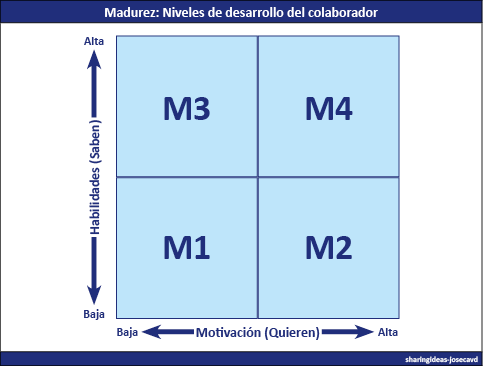 Madurez: Niveles de desarrollo del colaborador
Alta
M3
M4
Habilidades (Saben)
M1
M2
Baja
Baja
Motivación (Quieren)
Alta
sharingideas-josecavd